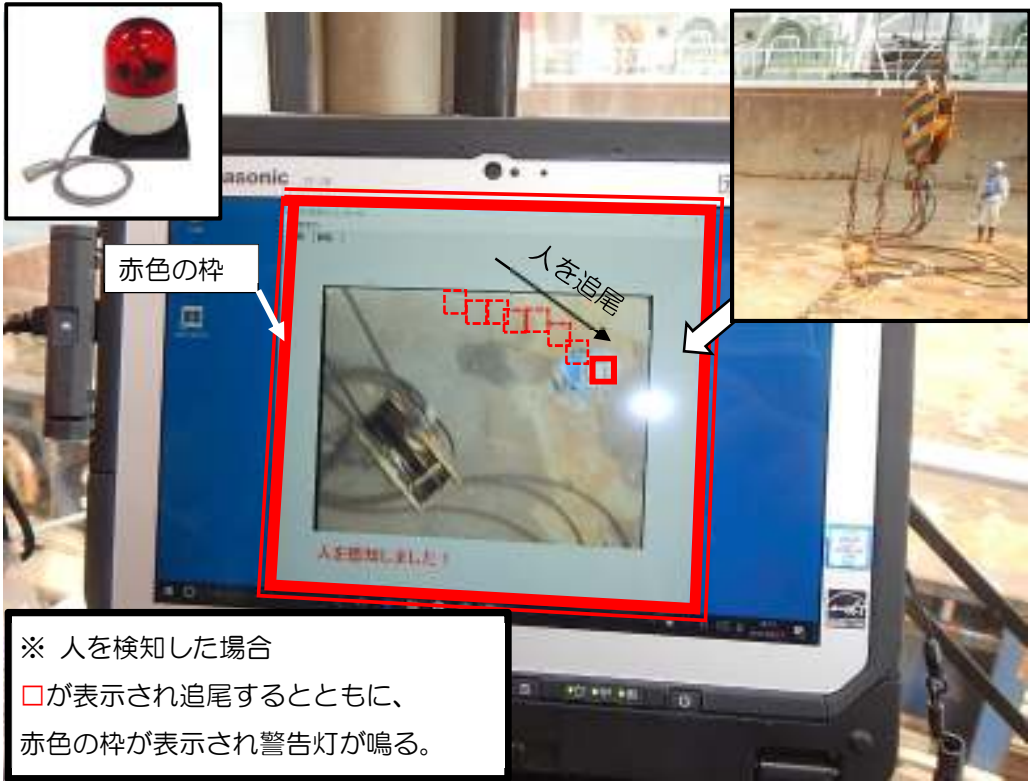 asonic
赤色の枠
人を追尾
人を検知しました！
※ 人を検知した場合
□が表示され追尾するとともに、
赤色の枠が表示され警告灯が鳴る。